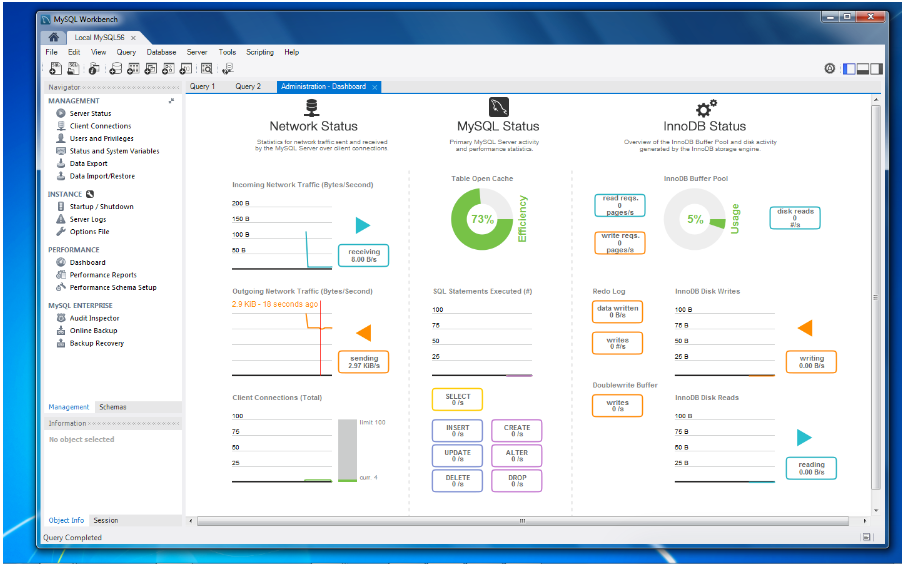 MySQL Workbench
Local MySQL56
File Edit View Query Database Server Tools Scripting Help
Navigator
MANAGEMENT
Server Status
Client Connections
Users and Privileges
Status and System Variables
Data Export
Data Import/Restore
INSTANCE
Startup / Shutdown
Server Logs
Options File
PERFORMANCE
Dashboard
Performance Reports
Performance Schema Setup
MySQL ENTERPRISE
Audit Inspector
Online Backup
Backup Recovery
Management Schemas
Information
No object selected
Object Info Session
Query Completed
Query 1 Query 2 Administration - Dashboard
Network Status
Statistics for network traffic sent and received
by the MySQL Server over client connections.
Incoming Network Traffic (Bytes/Second)
200 B
150 B
100 B
50 B
receiving
8.00 B/s
Outgoing Network Traffic (Bytes/Second)
2.9 KiB - 18 seconds ago
sending
2.97 KiB/s
Client Connections (Total)
100
75
50
25
limit 100
curr. 4
MySQL Status
Primary MySQL Server activity
and performance statistics.
Table Open Cache
73%
Efficiency
SQL Statements Executed (#)
100
75
50
25
SELECT
0 /s
INSERT
0 /s
CREATE
0 /s
UPDATE
0 /s
ALTER
0 /s
DELETE
0 /s
DROP
0 /s
InnoDB Status
Overview of the InnoDB Buffer Pool and disk activity
generated by the InnoDB storage engine.
InnoDB Buffer Pool
read reqs.
0
pages/s
write reqs.
0
pages/s
5%
Usage
disk reads
0
#/s
Redo Log
data written
0 B/s
writes
0 #/s
Doublewrite Buffer
writes
0 /s
InnoDB Disk Writes
100 B
75 B
50 B
25 B
writing
0.00 B/s
InnoDB Disk Reads
100 B
75 B
50 B
25 B
reading
0.00 B/s